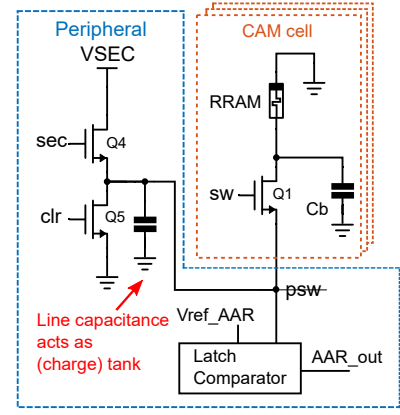 Peripheral
VSEC
sec
Q4
clr
Q5
Line capacitance
acts as
(charge) tank
CAM cell
RRAM
sw
Q1
Cb
psw
Vref_AAR
Latch
Comparator
AAR_out